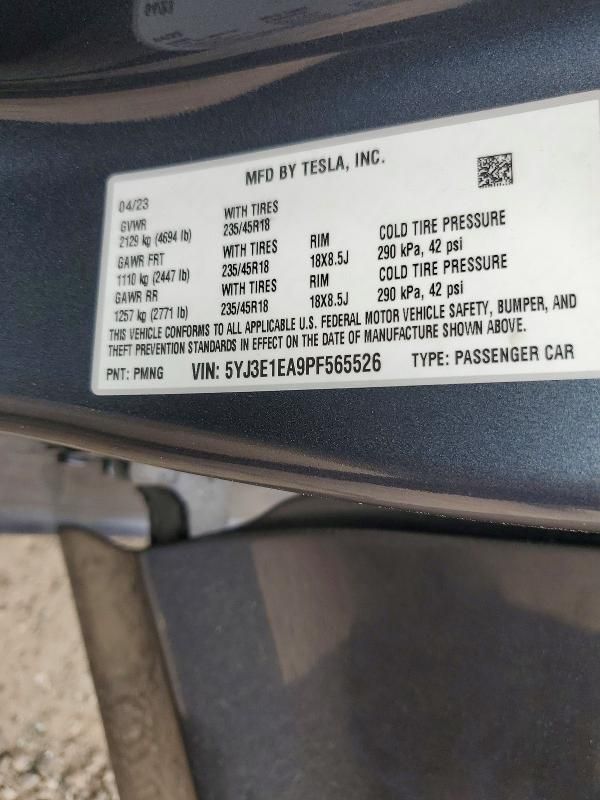 MFD BY TESLA, INC.
04/23
GVWR WITH TIRES
2129 kg (4694 lb) 235/45R18
GAWR FRT WITH TIRES RIM COLD TIRE PRESSURE
1110 kg (2447 lb) 235/45R18 18X8.5J 290 kPa, 42 psi
GAWR RR WITH TIRES RIM COLD TIRE PRESSURE
1257 kg (2771 lb) 235/45R18 18X8.5J 290 kPa, 42 psi
THIS VEHICLE CONFORMS TO ALL APPLICABLE U.S. FEDERAL MOTOR VEHICLE SAFETY, BUMPER, AND
THEFT PREVENTION STANDARDS IN EFFECT ON THE DATE OF MANUFACTURE SHOWN ABOVE.
PNT: PMNG VIN: 5YJ3E1EA9PF565526 TYPE: PASSENGER CAR